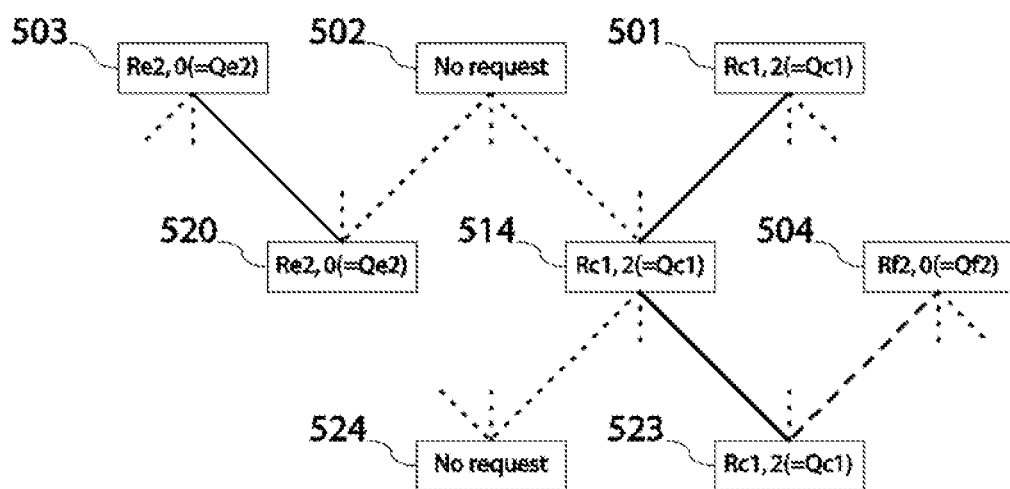 503 502 501
Re2, 0(=Qe2) No request Rc1, 2(=Qc1)
520 514 504
Re2, 0(=Qe2) Rc1, 2(=Qc1) Rf2, 0(=Qf2)
524 523
No request Rc1, 2(=Qc1)